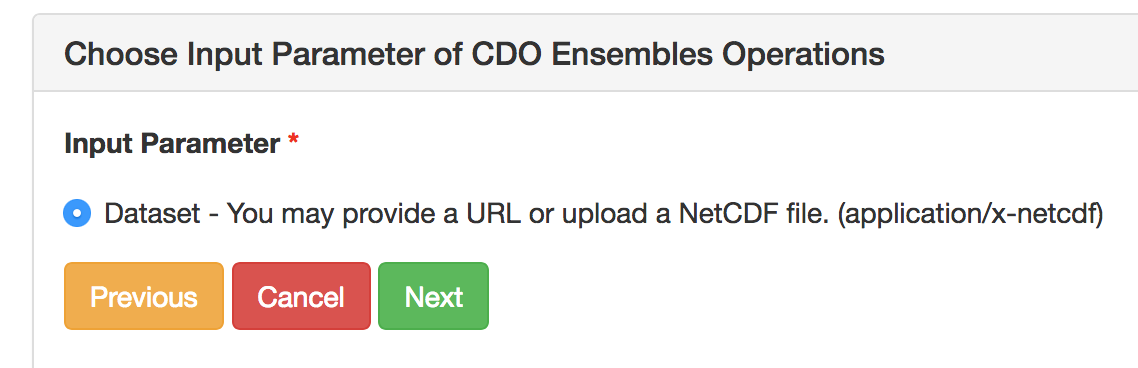 Choose Input Parameter of CDO Ensembles Operations
Input Parameter *
Dataset - You may provide a URL or upload a NetCDF file. (application/x-netcdf)
Previous Cancel Next